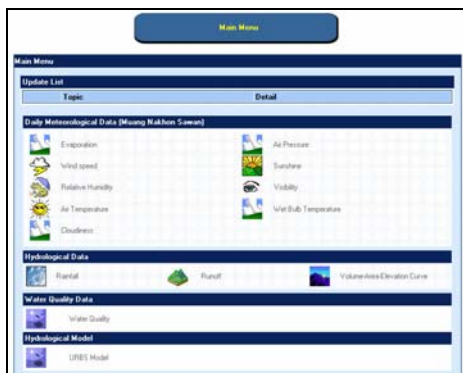 Main Menu
Main Menu
Update List
Topic Detail
Daily Meteorological Data (Muang Nakhon Sawan)
Evaporation Air Pressure
Wind speed Sunshine
Relative Humidity Visibility
Air Temperature Wet Bulb Temperature
Cloudiness
Hydrological Data
Rainfall Runoff Volume-Area-Elevation Curve
Water Quality Data
Water Quality
Hydrological Model
URBS Model